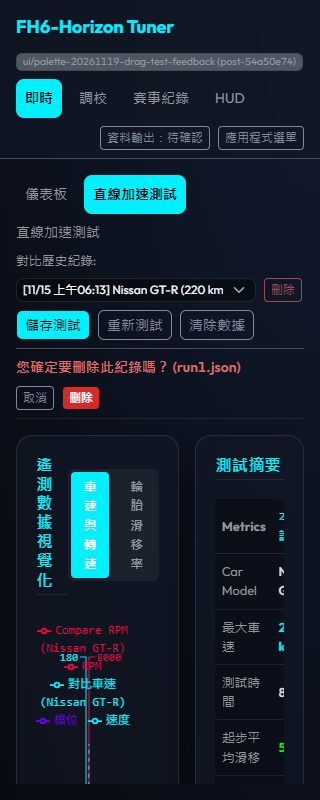 FH6-Horizon Tuner
ui/palette-20261119-drag-test-feedback (post-54a50e74)
即時 調校 賽事紀錄 HUD
資料輸出：待確認 應用程式選單
儀表板 直線加速測試
直線加速測試
對比歷史紀錄:
[11/15 上午06:13] Nissan GT-R (220 km 刪除
儲存測試 重新測試 清除數據
您確定要刪除此紀錄嗎？ (run1.json)
取消 刪除
遙測數據視覺化
車速與轉速
輪胎滑移率
Compare RPM
(Nissan GT-R)
180 8000
RPM
對比車速
(Nissan GT-R)
檔位 速度
測試摘要
Metrics
Car Model
最大車速
測試時間 8
起步平均滑移 5